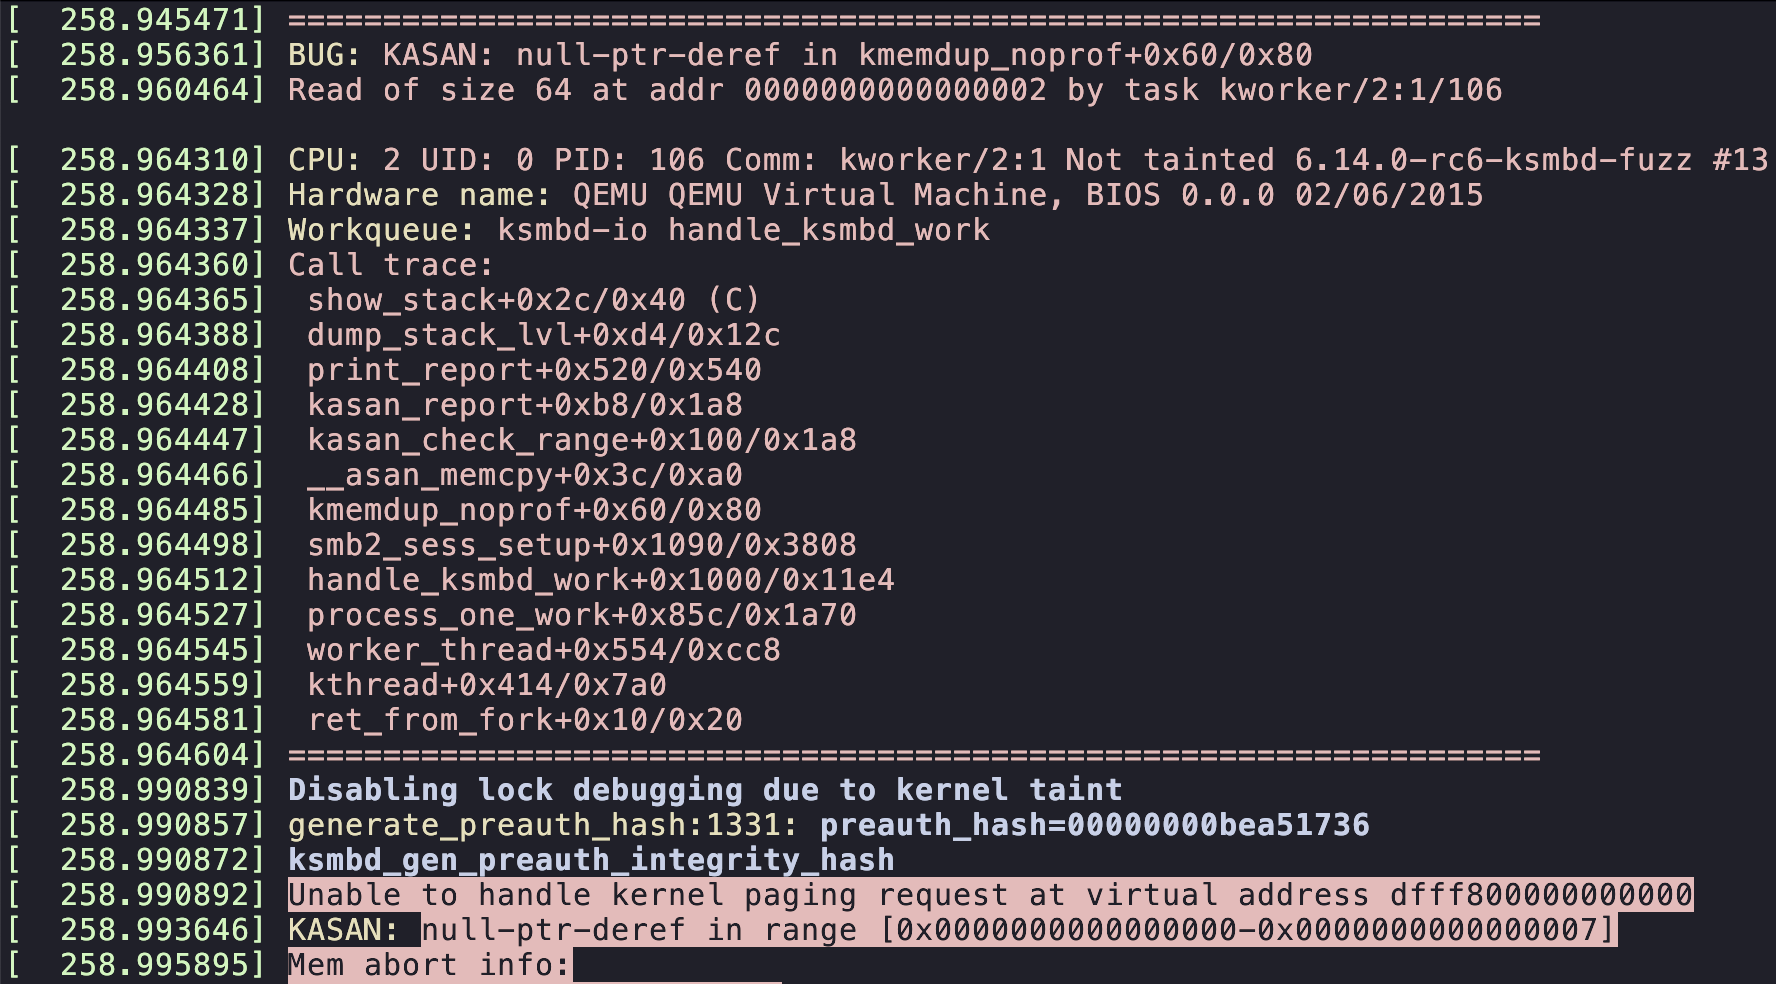 [  258.945471] ==================================================================
[  258.956361] BUG: KASAN: null-ptr-deref in kmemdup_noprof+0x60/0x80
[  258.960464] Read of size 64 at addr 0000000000000002 by task kworker/2:1/106
[  258.964310] CPU: 2 UID: 0 PID: 106 Comm: kworker/2:1 Not tainted 6.14.0-rc6-ksmbd-fuzz #13
[  258.964328] Hardware name: QEMU QEMU Virtual Machine, BIOS 0.0.0 02/06/2015
[  258.964337] Workqueue: ksmbd-io handle_ksmbd_work
[  258.964360] Call trace:
[  258.964365]  show_stack+0x2c/0x40 (C)
[  258.964388]  dump_stack_lvl+0xd4/0x12c
[  258.964408]  print_report+0x520/0x540
[  258.964428]  kasan_report+0xb8/0x1a8
[  258.964447]  kasan_check_range+0x100/0x1a8
[  258.964466]  __asan_memcpy+0x3c/0xa0
[  258.964485]  kmemdup_noprof+0x60/0x80
[  258.964498]  smb2_sess_setup+0x1090/0x3808
[  258.964512]  handle_ksmbd_work+0x1000/0x11e4
[  258.964527]  process_one_work+0x85c/0x1a70
[  258.964545]  worker_thread+0x554/0xcc8
[  258.964559]  kthread+0x414/0x7a0
[  258.964581]  ret_from_fork+0x10/0x20
[  258.964604] ==================================================================
[  258.990839] Disabling lock debugging due to kernel taint
[  258.990857] generate_preauth_hash:1331: preauth_hash=00000000bea51736
[  258.990872] ksmbd_gen_preauth_integrity_hash
[  258.990892] Unable to handle kernel paging request at virtual address dfff800000000000
[  258.993646] KASAN: null-ptr-deref in range [0x0000000000000000-0x0000000000000007]
[  258.995895] Mem abort info: